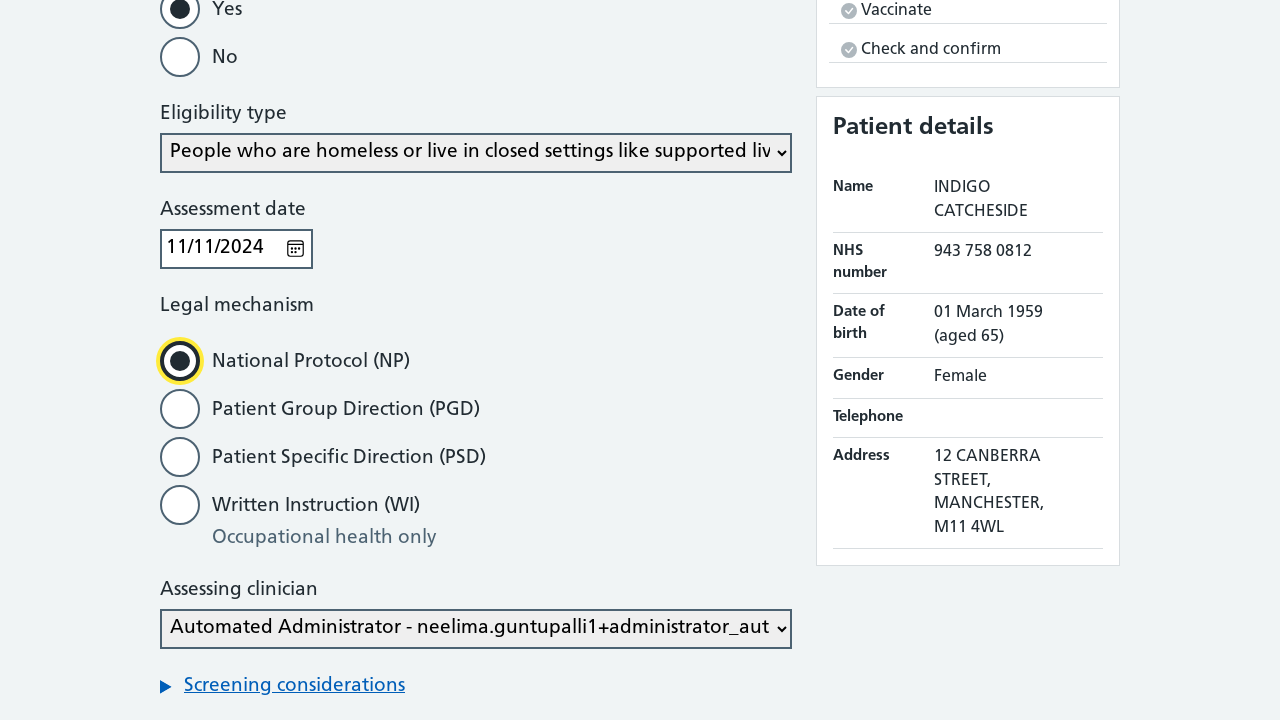 Yes
No
Eligibility type
People who are homeless or live in closed settings like supported liv
Assessment date
11/11/2024
Legal mechanism
National Protocol (NP)
Patient Group Direction (PGD)
Patient Specific Direction (PSD)
Written Instruction (WI)
Occupational health only
Assessing clinician
Automated Administrator - neelima.guntupalli1+administrator_aut
Screening considerations
Vaccinate
Check and confirm
Patient details
Name
INDIGO
CATCHESIDE
NHS
number
943 758 0812
Date of
birth
01 March 1959
(aged 65)
Gender
Female
Telephone
Address
12 CANBERRA
STREET,
MANCHESTER,
M11 4WL